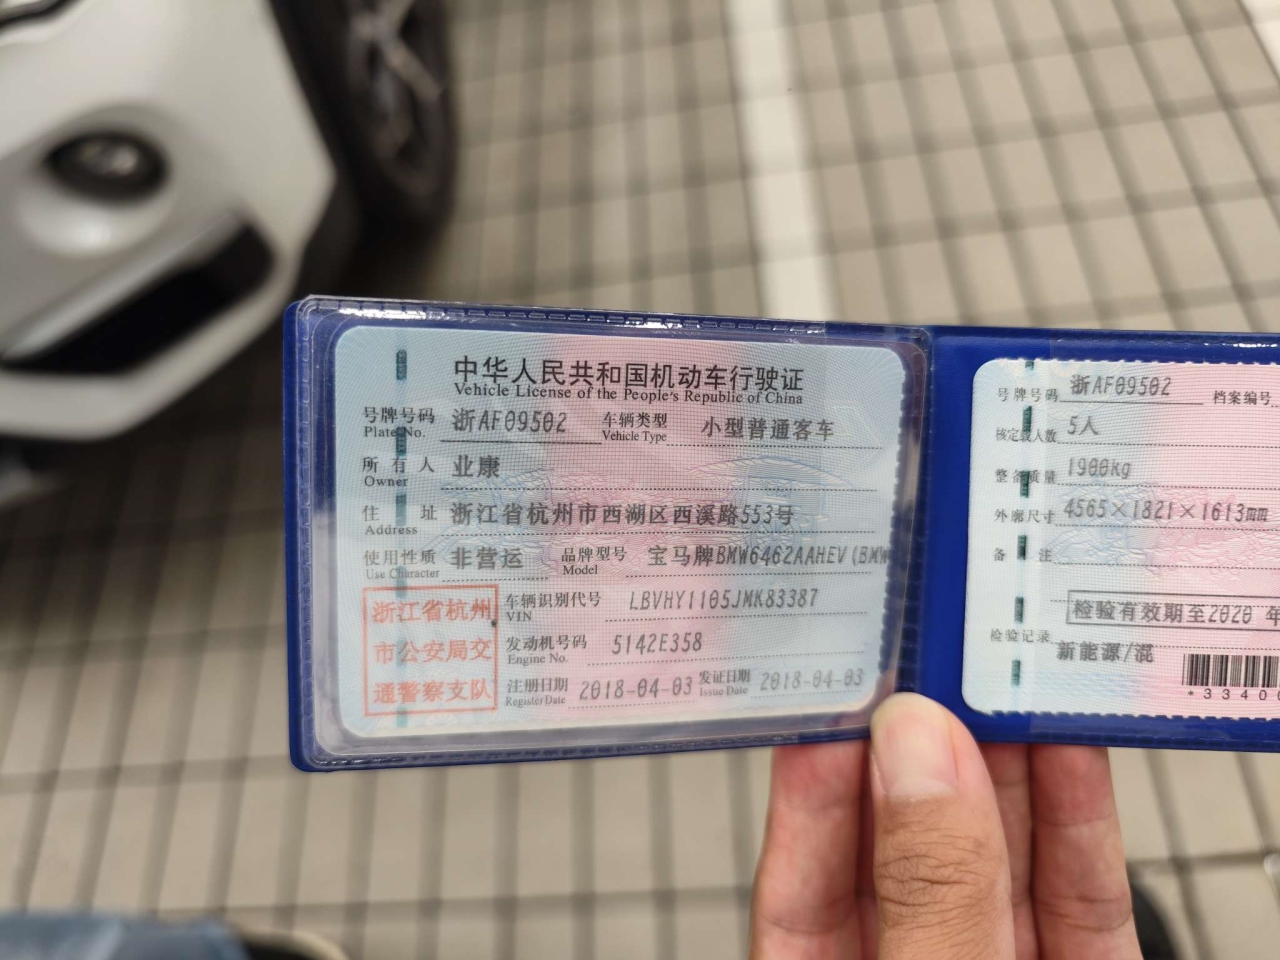 中华人民共和国机动车行驶证
Vehicle License of the People's Republic of China
号牌号码 浙AF09502 车辆类型 小型普通客车
Plate No. Vehicle Type
所有人 业康
Owner
住址 浙江省杭州市西湖区西溪路553号
Address
使用性质 非营运 品牌型号 宝马牌BMW6462AAHEV(BMW
Use Character Model
浙江省杭州
市公安局交
通警察支队
车辆识别代号 LBVHY1105JMK83387
VIN
发动机号码 5142E358
Engine No.
注册日期 2018-04-03 发证日期 2018-04-03
Register Date Issue Date
号牌号码 浙AF09502 档案编号
核定载人数 5人
整备质量 1900kg
外廓尺寸 4565×1821×1613mm
备注
检验有效期至2020 年
检验记录
新能源/混
*33400